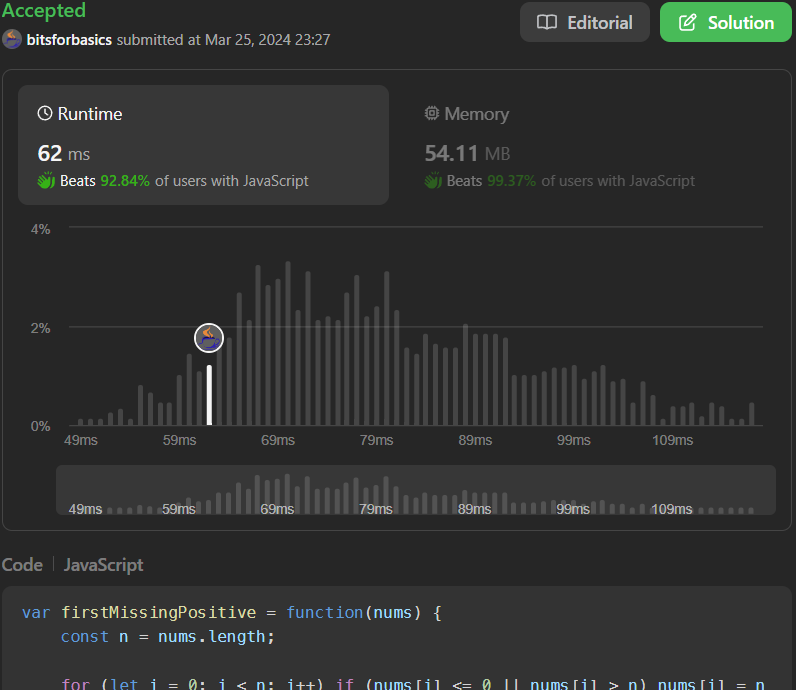 Accepted
Editorial
Solution
bitsforbasics submitted at Mar 25, 2024 23:27
Runtime
62 ms
Beats 92.84% of users with JavaScript
Memory
54.11 MB
Beats 99.37% of users with JavaScript
4%
2%
0%
49ms 59ms 69ms 79ms 89ms 99ms 109ms
49ms 59ms 69ms 79ms 89ms 99ms 109ms
Code | JavaScript
var firstMissingPositive = function(nums) {
const n = nums.length;
for (let i = 0; i < n; i++) if (nums[i] <= 0 || nums[i] > n) nums[i] = n